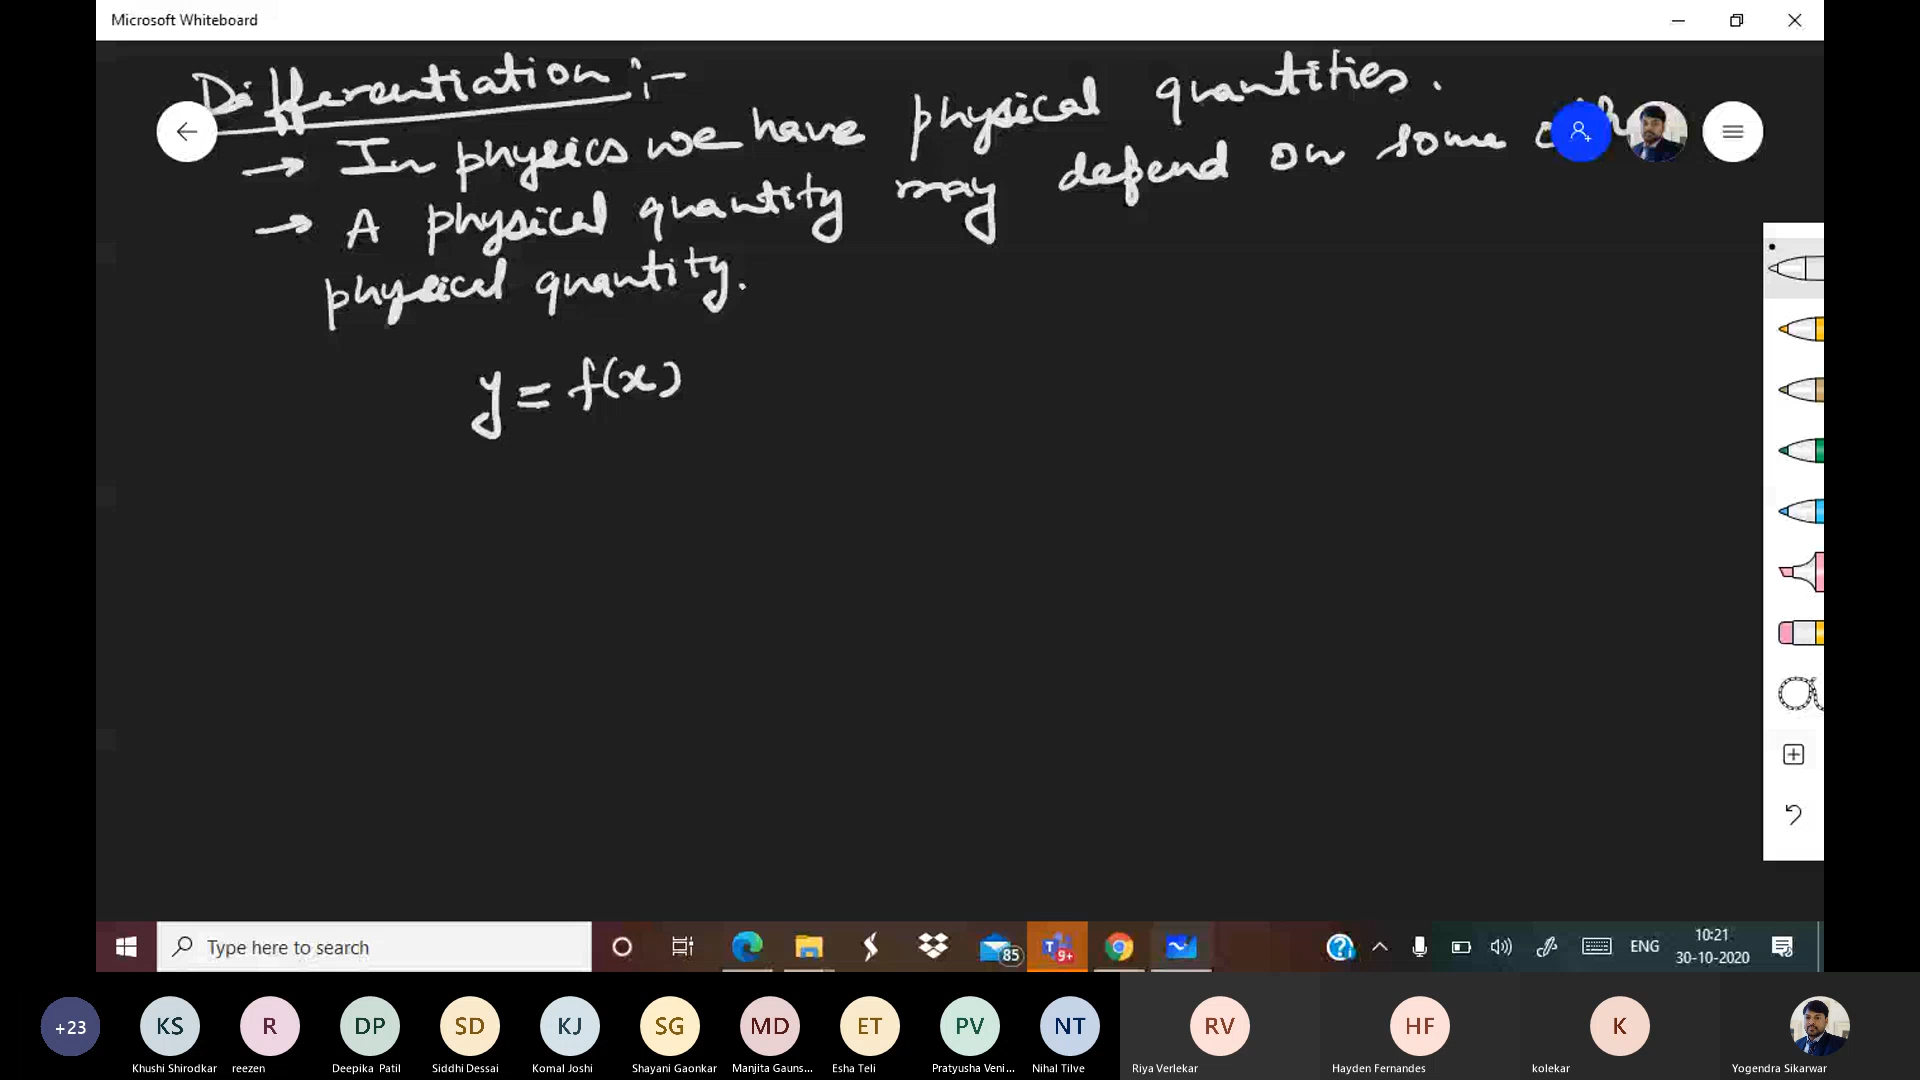 Microsoft Whiteboard
Differentiation :-
→ In physics we have physical quantities.
→ A physical quantity may depend on some
physical quantity.
y = f(x)
Type here to search
85
9+
ENG
10:21
30-10-2020
+23
KS
R
DP
SD
KJ
SG
MD
ET
PV
NT
RV
HF
K
Khushi Shirodkar
reezen
Deepika Patil
Siddhi Dessai
Komal Joshi
Shayani Gaonkar
Manjita Gauns...
Esha Teli
Pratyusha Veni...
Nihal Tilve
Riya Verlekar
Hayden Fernandes
kolekar
Yogendra Sikarwar